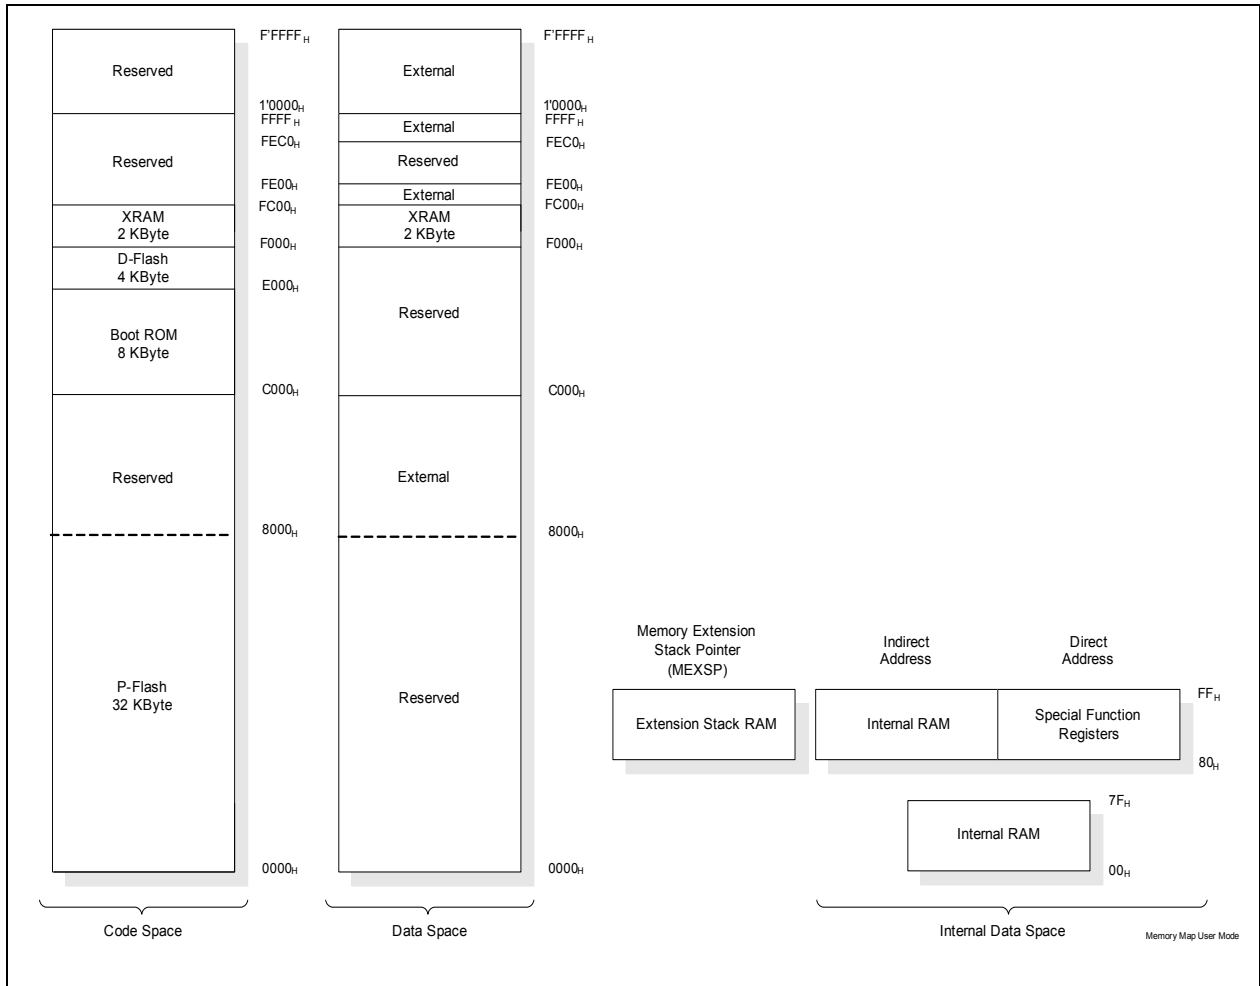 Reserved
Reserved
XRAM
2 KByte
D-Flash
4 KByte
Boot ROM
8 KByte
Reserved
P-Flash
32 KByte
F'FFFF H
1'0000H
FFFF H
FEC0H
FE00H
FC00H
F000H
E000H
C000H
8000H
0000H
Code Space
External
External
Reserved
External
XRAM
2 KByte
Reserved
External
Reserved
F'FFFF H
1'0000H
FFFF H
FEC0H
FE00H
FC00H
F000H
C000H
8000H
0000H
Data Space
Memory Extension
Stack Pointer
(MEXSP)
Extension Stack RAM
Indirect
Address
Direct
Address
Internal RAM
Special Function
Registers
FFH
80H
7FH
Internal RAM
00H
Internal Data Space
Memory Map User Mode